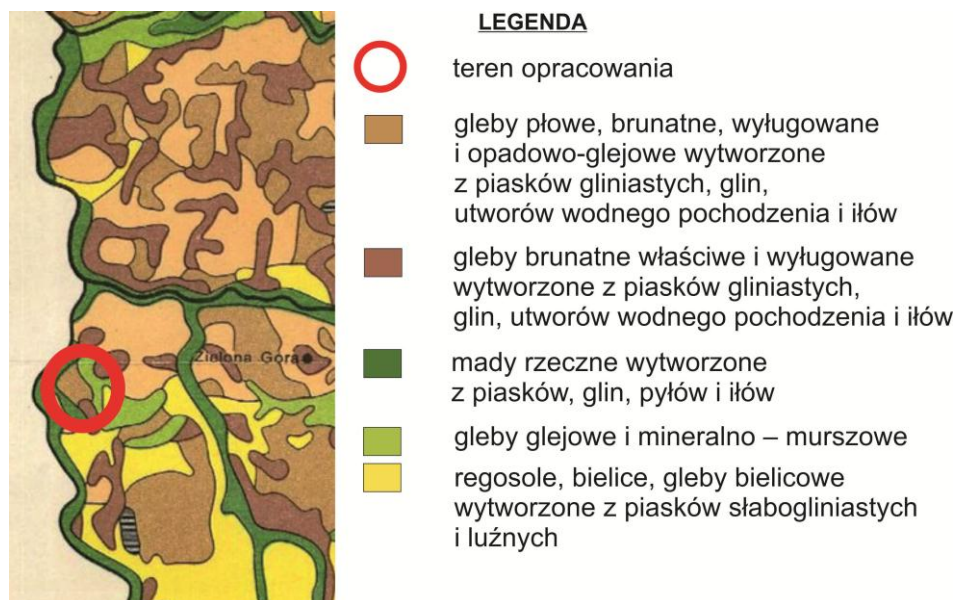 Zielona Góra
LEGENDA
teren opracowania
gleby płowe, brunatne, wyługowane
i opadowo-glejowe wytworzone
z piasków gliniastych, glin,
utworów wodnego pochodzenia i iłów
gleby brunatne właściwe i wyługowane
wytworzone z piasków gliniastych,
glin, utworów wodnego pochodzenia i iłów
mady rzeczne wytworzone
z piasków, glin, pyłów i iłów
gleby glejowe i mineralno – murszowe
regosole, bielice, gleby bielicowe
wytworzone z piasków słabogliniastych
i luźnych